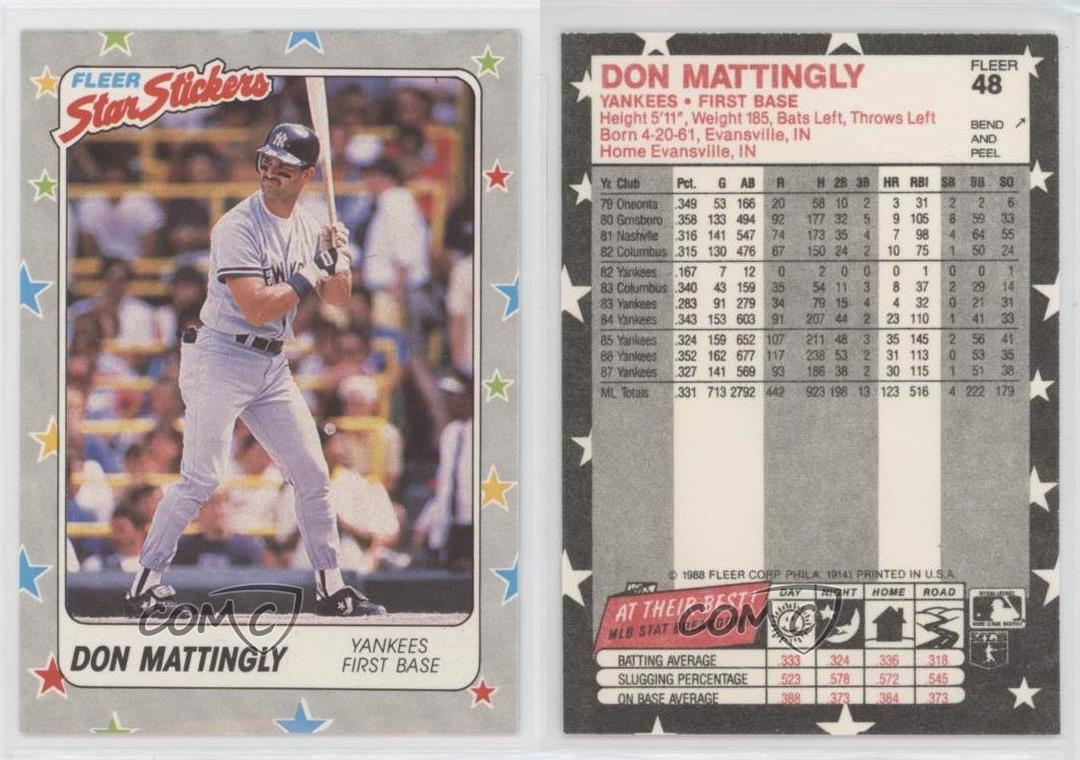 FLEER
Star Stickers
NY
DON MATTINGLY
YANKEES
FIRST BASE
COMC
DON MATTINGLY
YANKEES • FIRST BASE
Height 5'11", Weight 185, Bats Left, Throws Left
Born 4-20-61, Evansville, IN
Home Evansville, IN
FLEER
48
BEND
AND
PEEL
Yr. Club Pct. G AB R H 2B 3B HR RBI SB BB SO
79 Oneonta .349 53 166 20 58 10 2 3 31 2 2 6
80 Grnsboro .358 133 494 92 177 32 5 9 105 8 59 33
81 Nashvlle .316 141 547 74 173 35 4 7 98 4 64 55
82 Columbus .315 130 476 67 150 24 2 10 75 1 50 24
82 Yankees .167 7 12 0 2 0 0 0 1 0 0 1
83 Columbus .340 43 159 35 54 11 3 8 37 2 29 14
83 Yankees .283 91 279 34 79 15 4 4 32 0 21 31
84 Yankees .343 153 603 91 207 44 2 23 110 1 41 33
85 Yankees .324 159 652 107 211 48 3 35 145 2 56 41
86 Yankees .352 162 677 117 238 53 2 31 113 0 53 35
87 Yankees .327 141 569 93 186 38 2 30 115 1 51 38
ML Totals .331 713 2792 442 923 198 13 123 516 4 222 179
© 1988 FLEER CORP. PHILA. 19141 PRINTED IN U.S.A.
AT THEIR BEST!
MLB STAT
DAY NIGHT HOME ROAD
COMC
MLB
BATTING AVERAGE .333 .324 .336 .318
SLUGGING PERCENTAGE .523 .578 .572 .545
ON BASE AVERAGE .388 .373 .384 .373